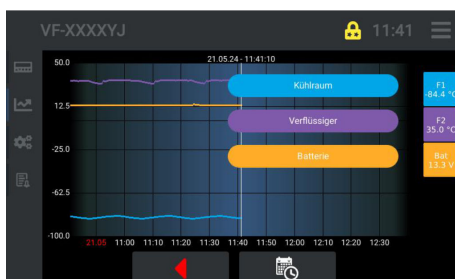 VF-XXXXYJ
11:41
21.05.24 - 11:41:10
50.0
12.5
-25.0
-62.5
-100.0
Kühlraum
Verflüssiger
Batterie
F1
-84.4 °C
F2
35.0 °C
Bat
13.3 V
21.05 11:00 11:10 11:20 11:30 11:40 11:50 12:00 12:10 12:20 12:30